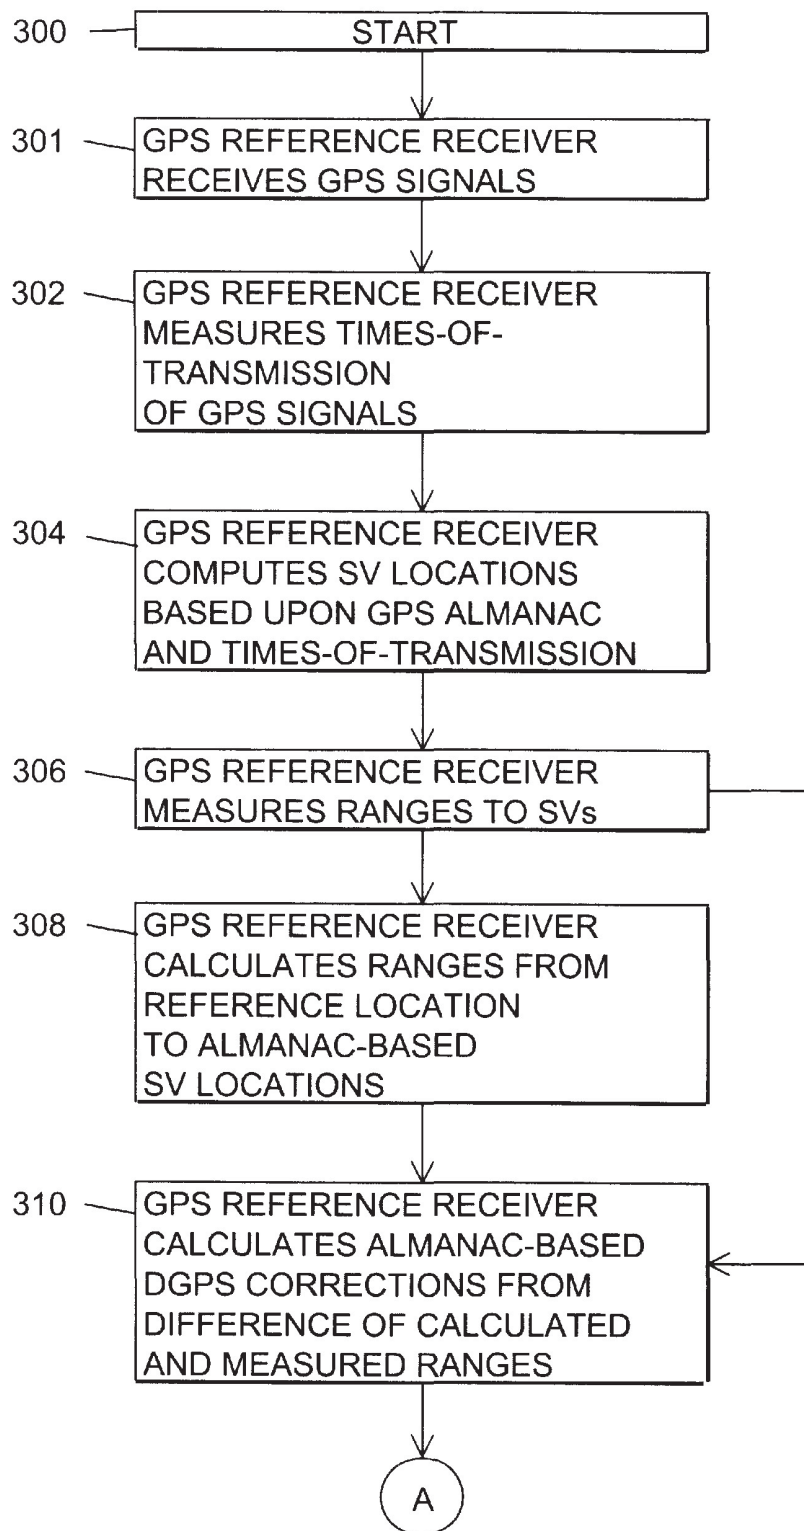 300
START
301
GPS REFERENCE RECEIVER
RECEIVES GPS SIGNALS
302
GPS REFERENCE RECEIVER
MEASURES TIMES-OF-
TRANSMISSION
OF GPS SIGNALS
304
GPS REFERENCE RECEIVER
COMPUTES SV LOCATIONS
BASED UPON GPS ALMANAC
AND TIMES-OF-TRANSMISSION
306
GPS REFERENCE RECEIVER
MEASURES RANGES TO SVs
308
GPS REFERENCE RECEIVER
CALCULATES RANGES FROM
REFERENCE LOCATION
TO ALMANAC-BASED
SV LOCATIONS
310
GPS REFERENCE RECEIVER
CALCULATES ALMANAC-BASED
DGPS CORRECTIONS FROM
DIFFERENCE OF CALCULATED
AND MEASURED RANGES
A